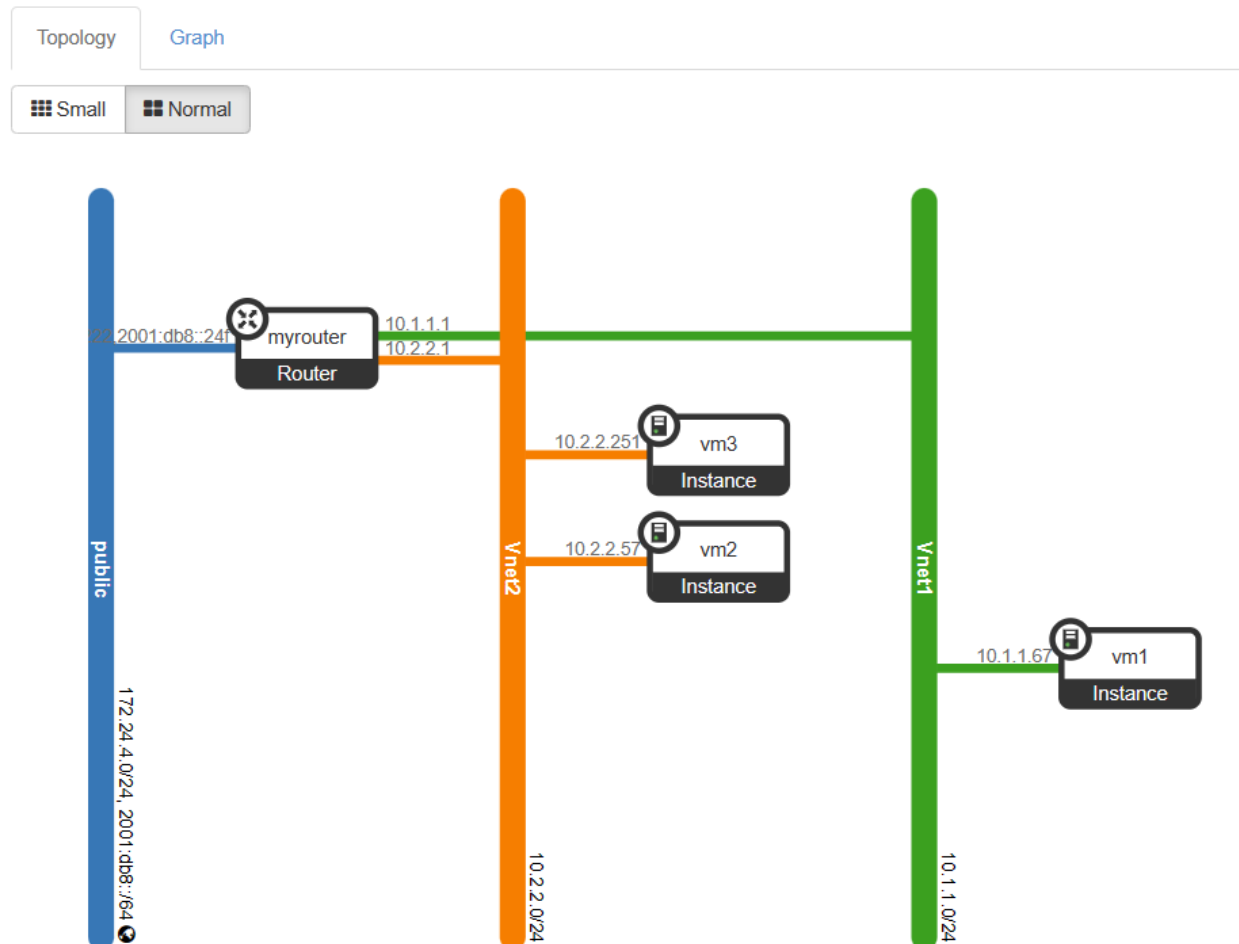 Topology
Graph
Small
Normal
2001:db8::24f
myrouter
Router
10.1.1.1
10.2.2.1
10.2.2.251
vm3
Instance
10.2.2.57
vm2
Instance
10.1.1.67
vm1
Instance
public
Vnet2
Vnet1
172.24.4.0/24, 2001:db8::/64
10.2.2.0/24
10.1.1.0/24